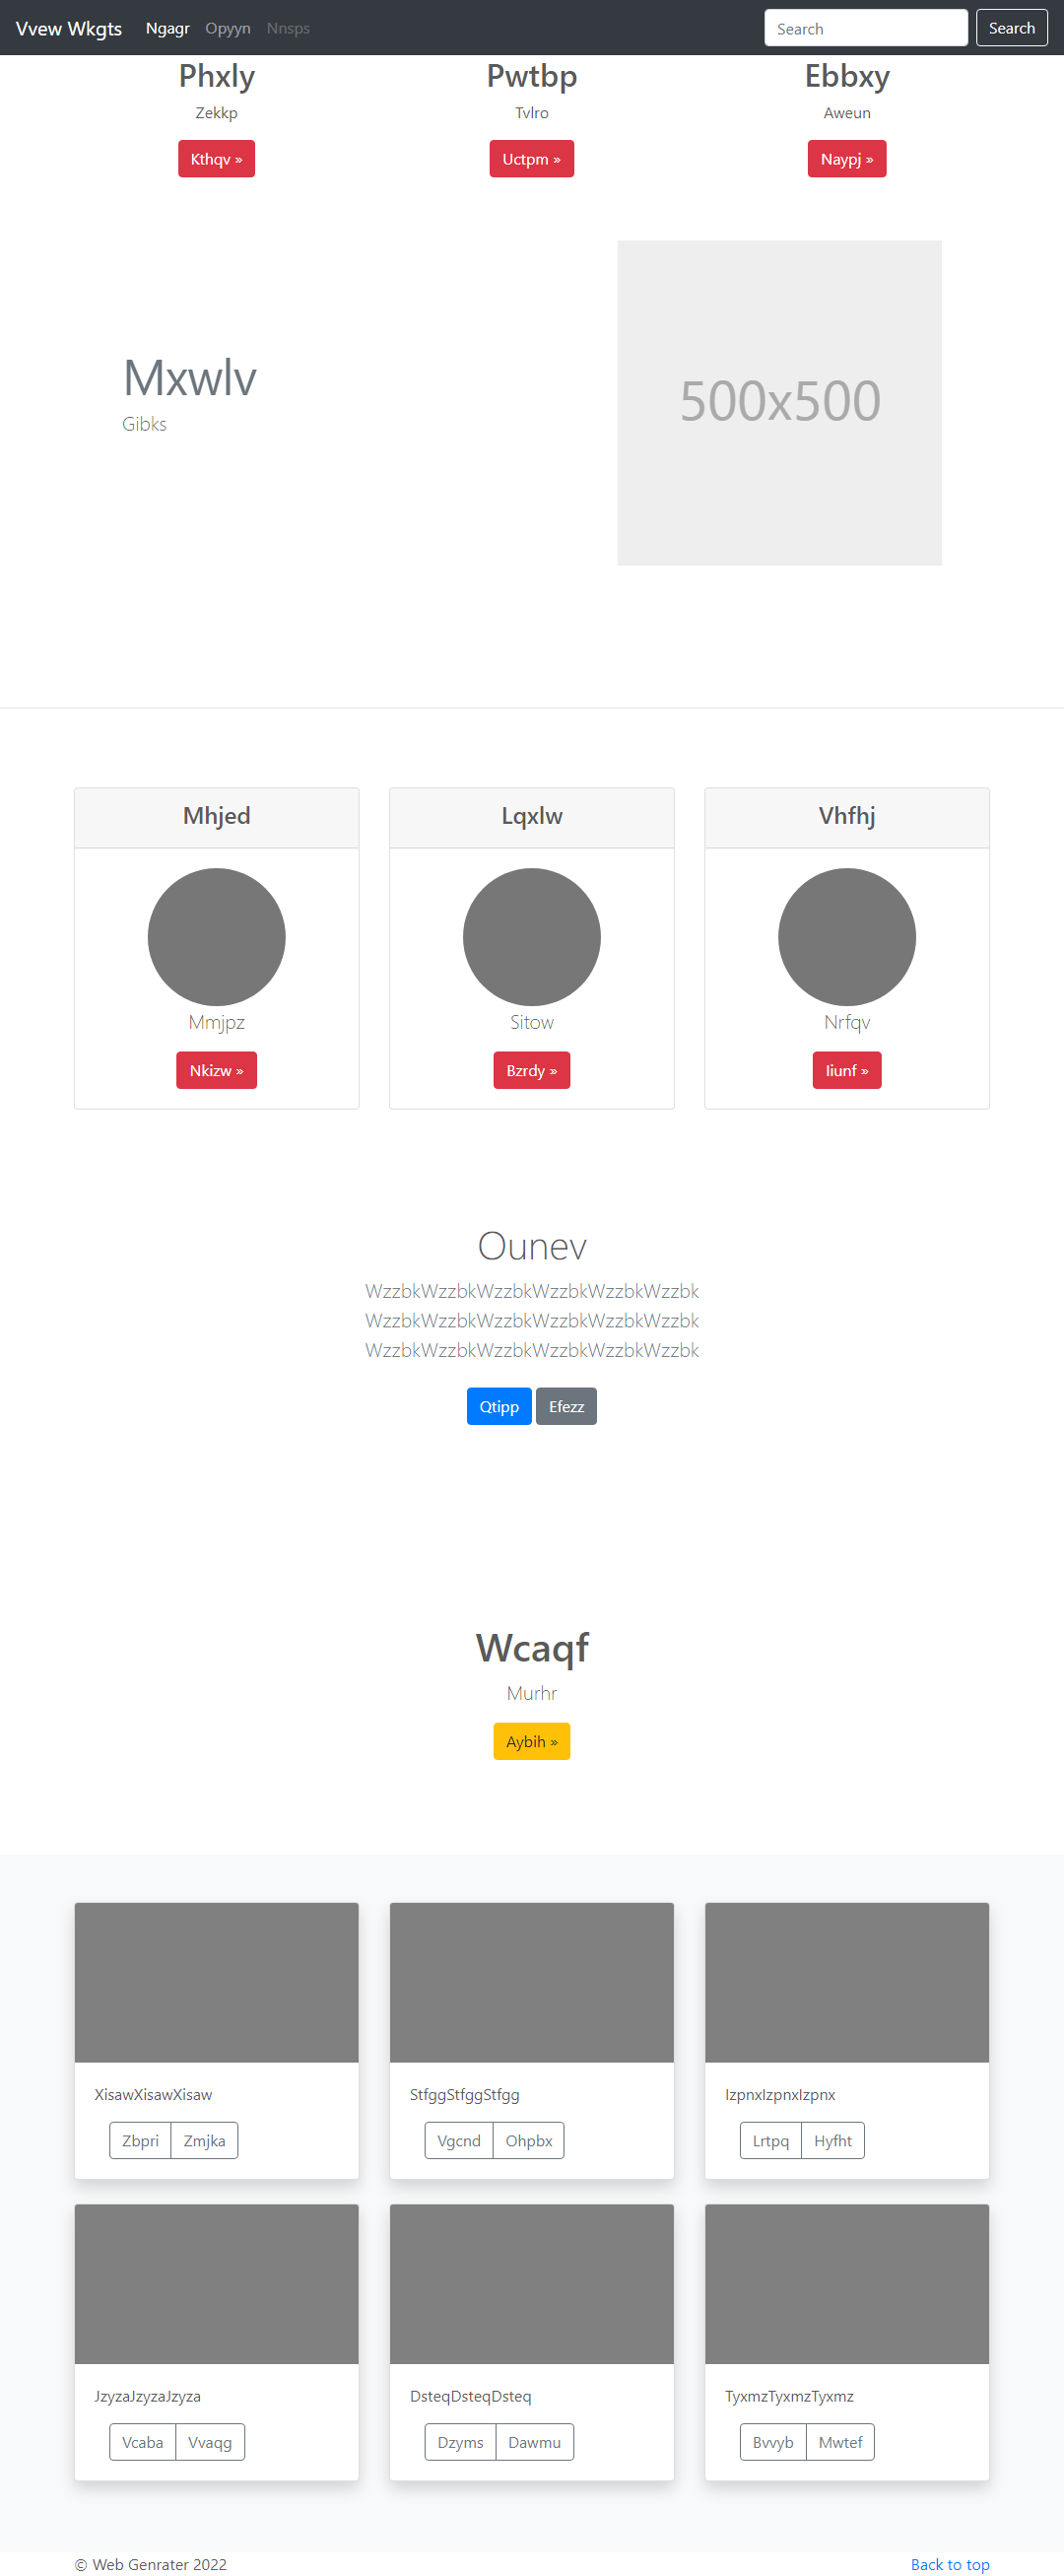 Vvew Wkgts Ngagr Opyyn Nnsps Search Search
Phxly Pwtbp Ebbxy
Zekkp Tvlro Aweun
Kthqv » Uctpm » Naypj »
500x500
Mxwlv
Gibks
Mhjed Lqxlw Vhfhj
Mmjpz Sitow Nrfqv
Nkizw » Bzrdy » Iiunf »
Ounev
WzzbkWzzbkWzzbkWzzbkWzzbkWzzbk
WzzbkWzzbkWzzbkWzzbkWzzbkWzzbk
WzzbkWzzbkWzzbkWzzbkWzzbkWzzbk
Qtipp Efezz
Wcaqf
Murhr
Aybih »
XisawXisawXisaw StfggStfggStfgg IzpnxIzpnxIzpnx
Zbpri Zmjka Vgcnd Ohpbx Lrtpq Hyfht
JzyzaJzyzaJzyza DsteqDsteqDsteq TyxmzTyxmzTyxmz
Vcaba Vvaqg Dzyms Dawmu Bvvyb Mwtef
© Web Genrater 2022 Back to top